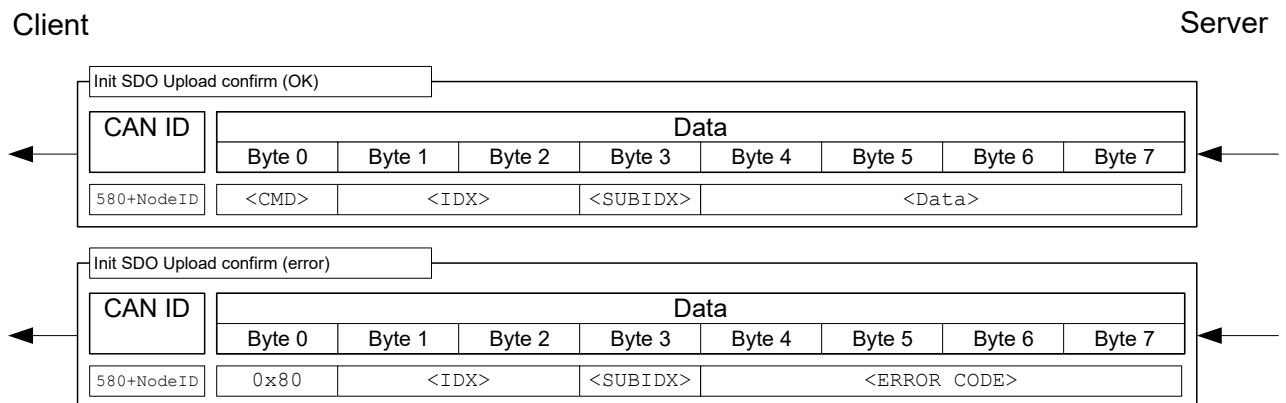 Client Server
Init SDO Upload confirm (OK)
CAN ID Data
Byte 0 Byte 1 Byte 2 Byte 3 Byte 4 Byte 5 Byte 6 Byte 7
580+NodeID <CMD> <IDX> <SUBIDX> <Data>
Init SDO Upload confirm (error)
CAN ID Data
Byte 0 Byte 1 Byte 2 Byte 3 Byte 4 Byte 5 Byte 6 Byte 7
580+NodeID 0x80 <IDX> <SUBIDX> <ERROR CODE>